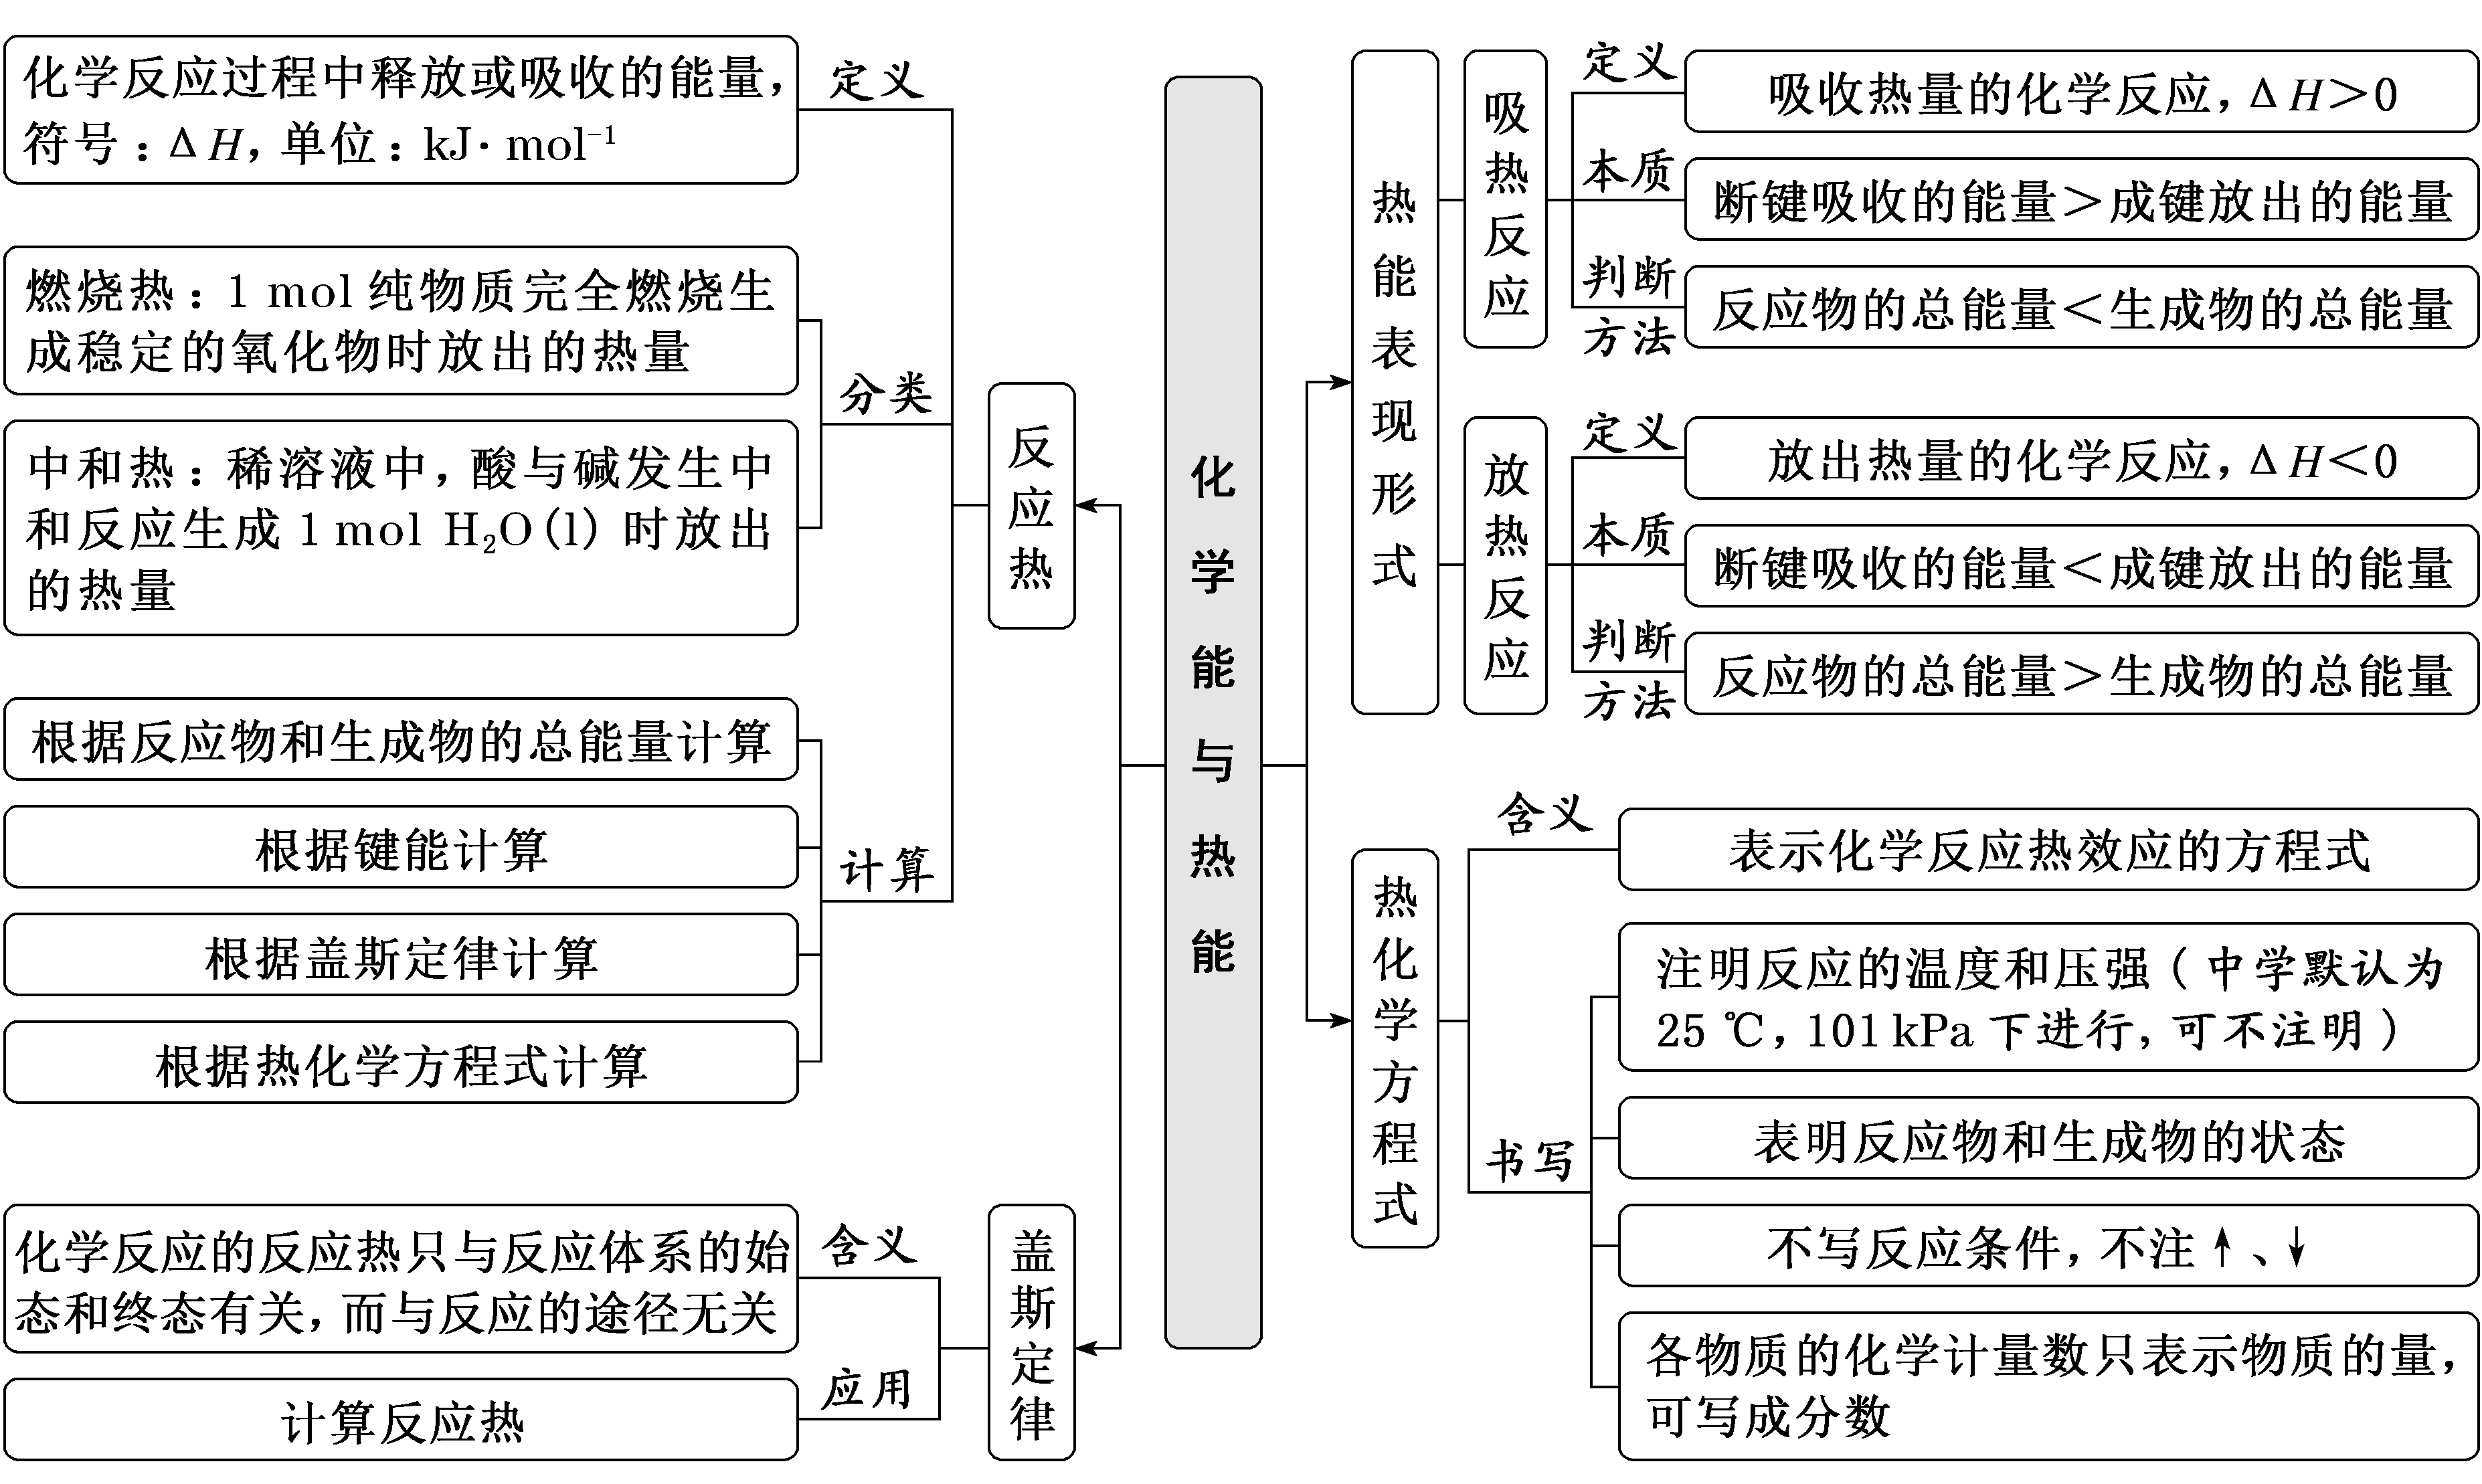 化学能与热能
反应热
定义
化学反应过程中释放或吸收的能量，
符号：ΔH，单位：kJ·mol⁻¹
分类
燃烧热：1 mol 纯物质完全燃烧生
成稳定的氧化物时放出的热量
中和热：稀溶液中，酸与碱发生中
和反应生成 1 mol H₂O(l) 时放出
的热量
计算
根据反应物和生成物的总能量计算
根据键能计算
根据盖斯定律计算
根据热化学方程式计算
盖斯定律
含义
化学反应的反应热只与反应体系的始
态和终态有关，而与反应的途径无关
应用
计算反应热
热能表现形式
吸热反应
定义
吸收热量的化学反应，ΔH＞0
本质
断键吸收的能量＞成键放出的能量
判断
方法
反应物的总能量＜生成物的总能量
放热反应
定义
放出热量的化学反应，ΔH＜0
本质
断键吸收的能量＜成键放出的能量
判断
方法
反应物的总能量＞生成物的总能量
热化学方程式
含义
表示化学反应热效应的方程式
书写
注明反应的温度和压强（中学默认为
25 ℃，101 kPa 下进行，可不注明）
表明反应物和生成物的状态
不写反应条件，不注↑、↓
各物质的化学计量数只表示物质的量，
可写成分数